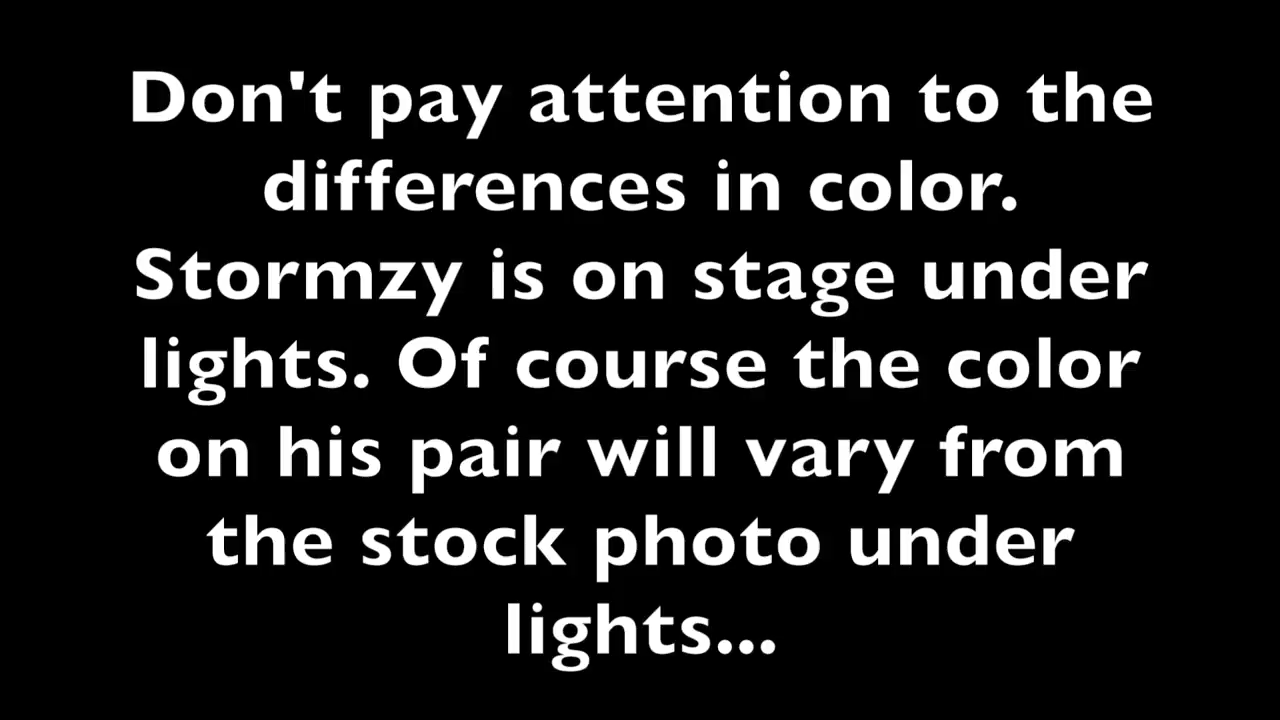 Don't pay attention to the
differences in color.
Stormzy is on stage under
lights. Of course the color
on his pair will vary from
the stock photo under
lights...